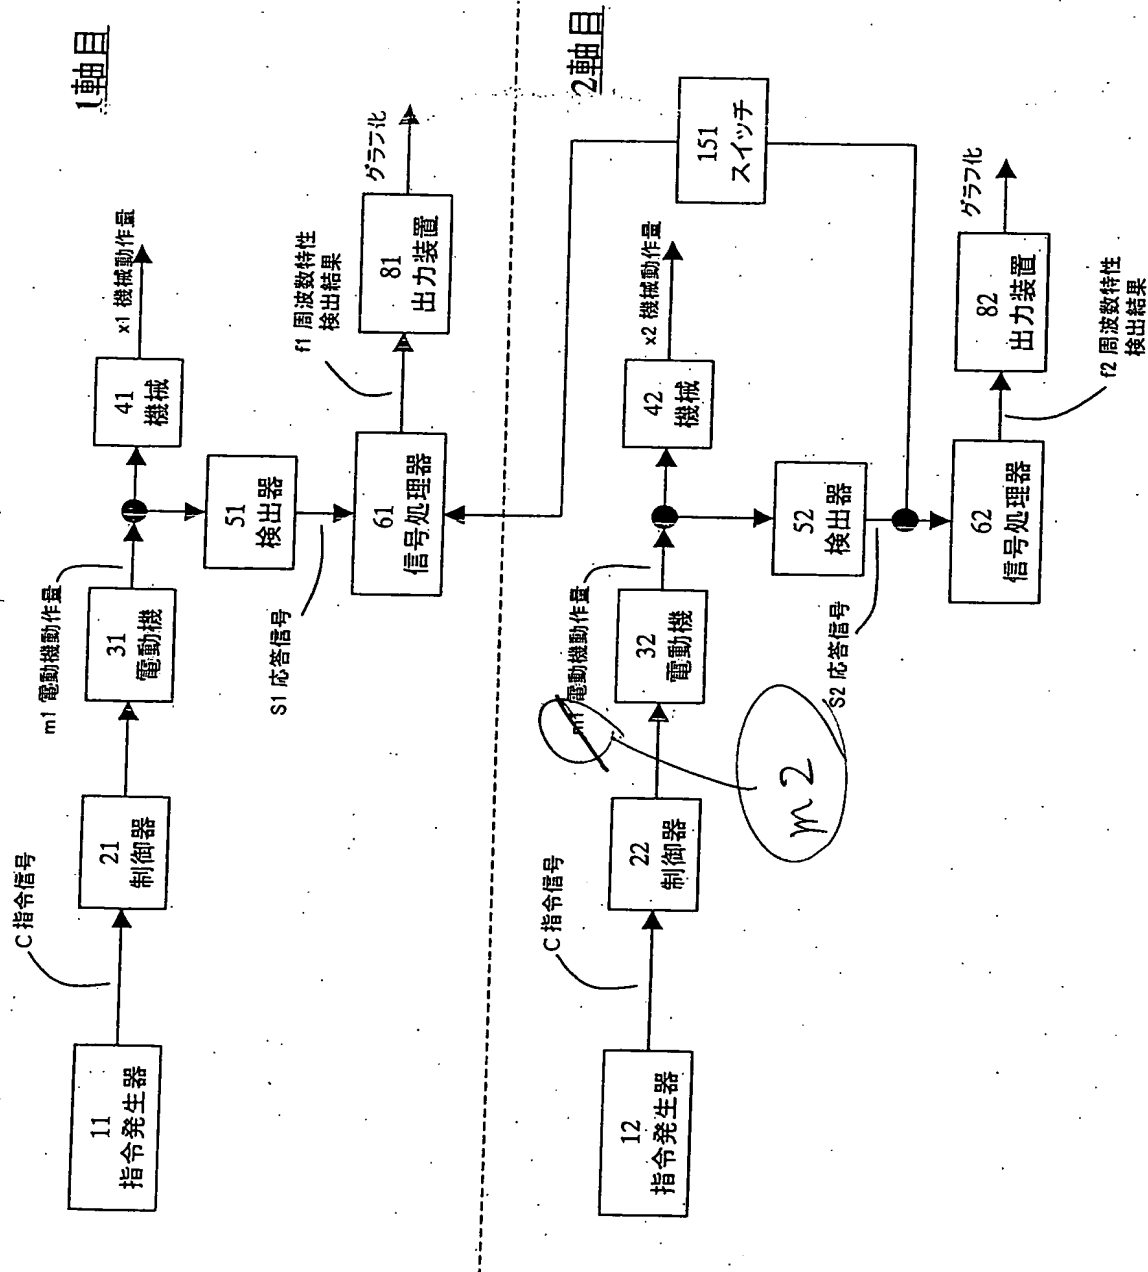 1軸目
C 指令信号
m1 電動機動作量
x1 機械動作量
11
指令発生器
21
制御器
31
電動機
41
機械
51
検出器
S1 応答信号
61
信号処理器
f1 周波数特性
検出結果
81
出力装置
グラフ化
2軸目
C 指令信号
m1 電動機動作量
m2
x2 機械動作量
12
指令発生器
22
制御器
32
電動機
42
機械
151
スイッチ
52
検出器
S2 応答信号
62
信号処理器
82
出力装置
グラフ化
f2 周波数特性
検出結果